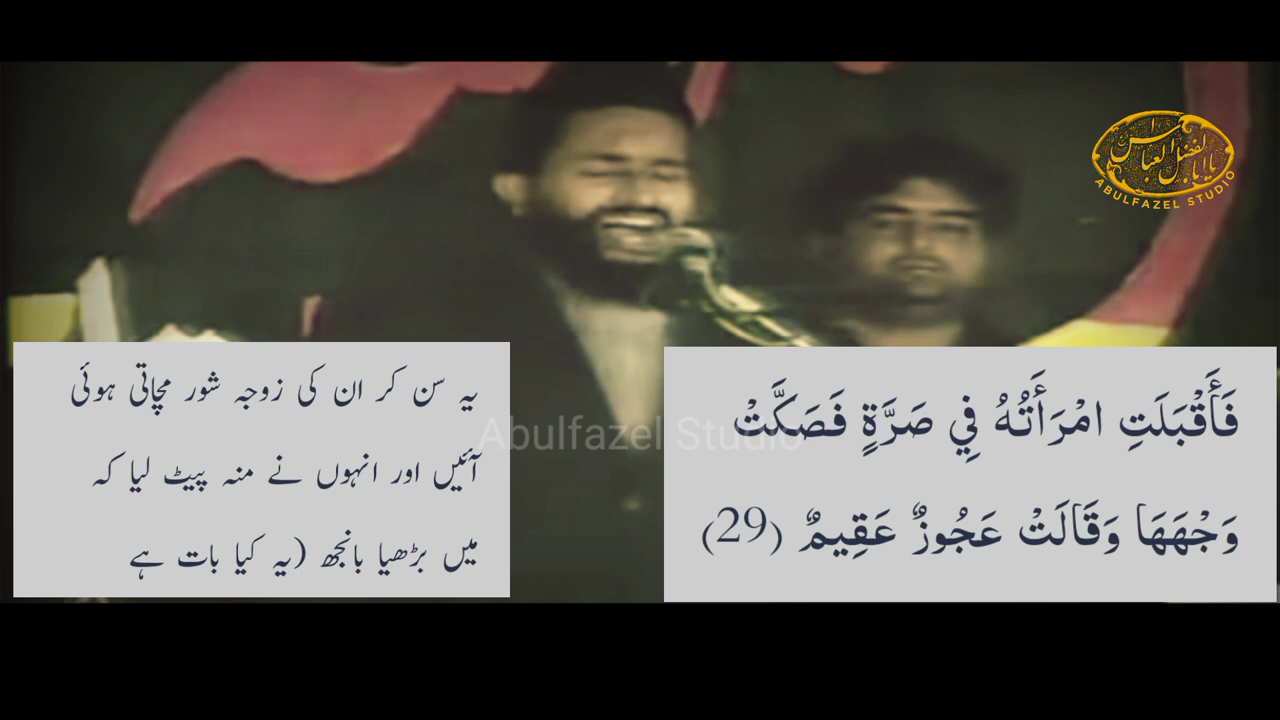 ABULFAZEL STUDIO
فَأَقْبَلَتِ امْرَأَتُهُ فِي صَرَّةٍ فَصَكَّتْ
وَجْهَهَا وَقَالَتْ عَجُوزٌ عَقِيمٌ (29)
یہ سن کر ان کی زوجہ شور مچاتی ہوئی
آئیں اور انہوں نے منہ پیٹ لیا کہ
میں بڑھیا بانجھ (یہ کیا بات ہے
Abulfazel Studio